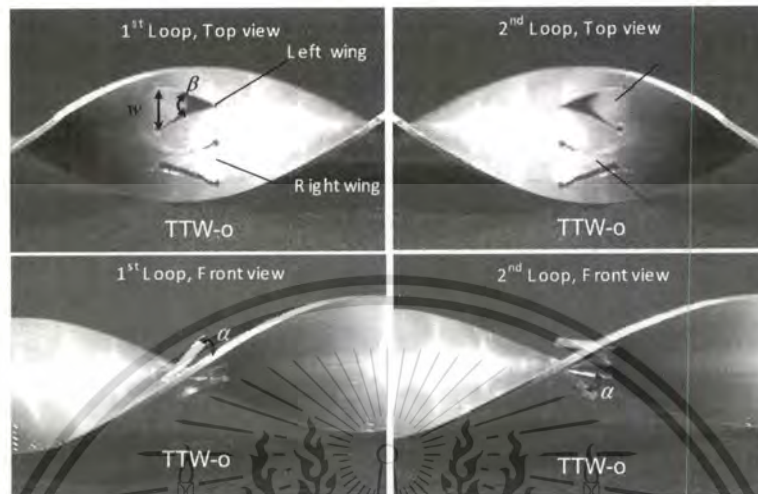 1st Loop, Top view
Left wing
β
w
Right wing
TTW-o
2nd Loop, Top view
TTW-o
1st Loop, Front view
α
TTW-o
2nd Loop, Front view
α
TTW-o